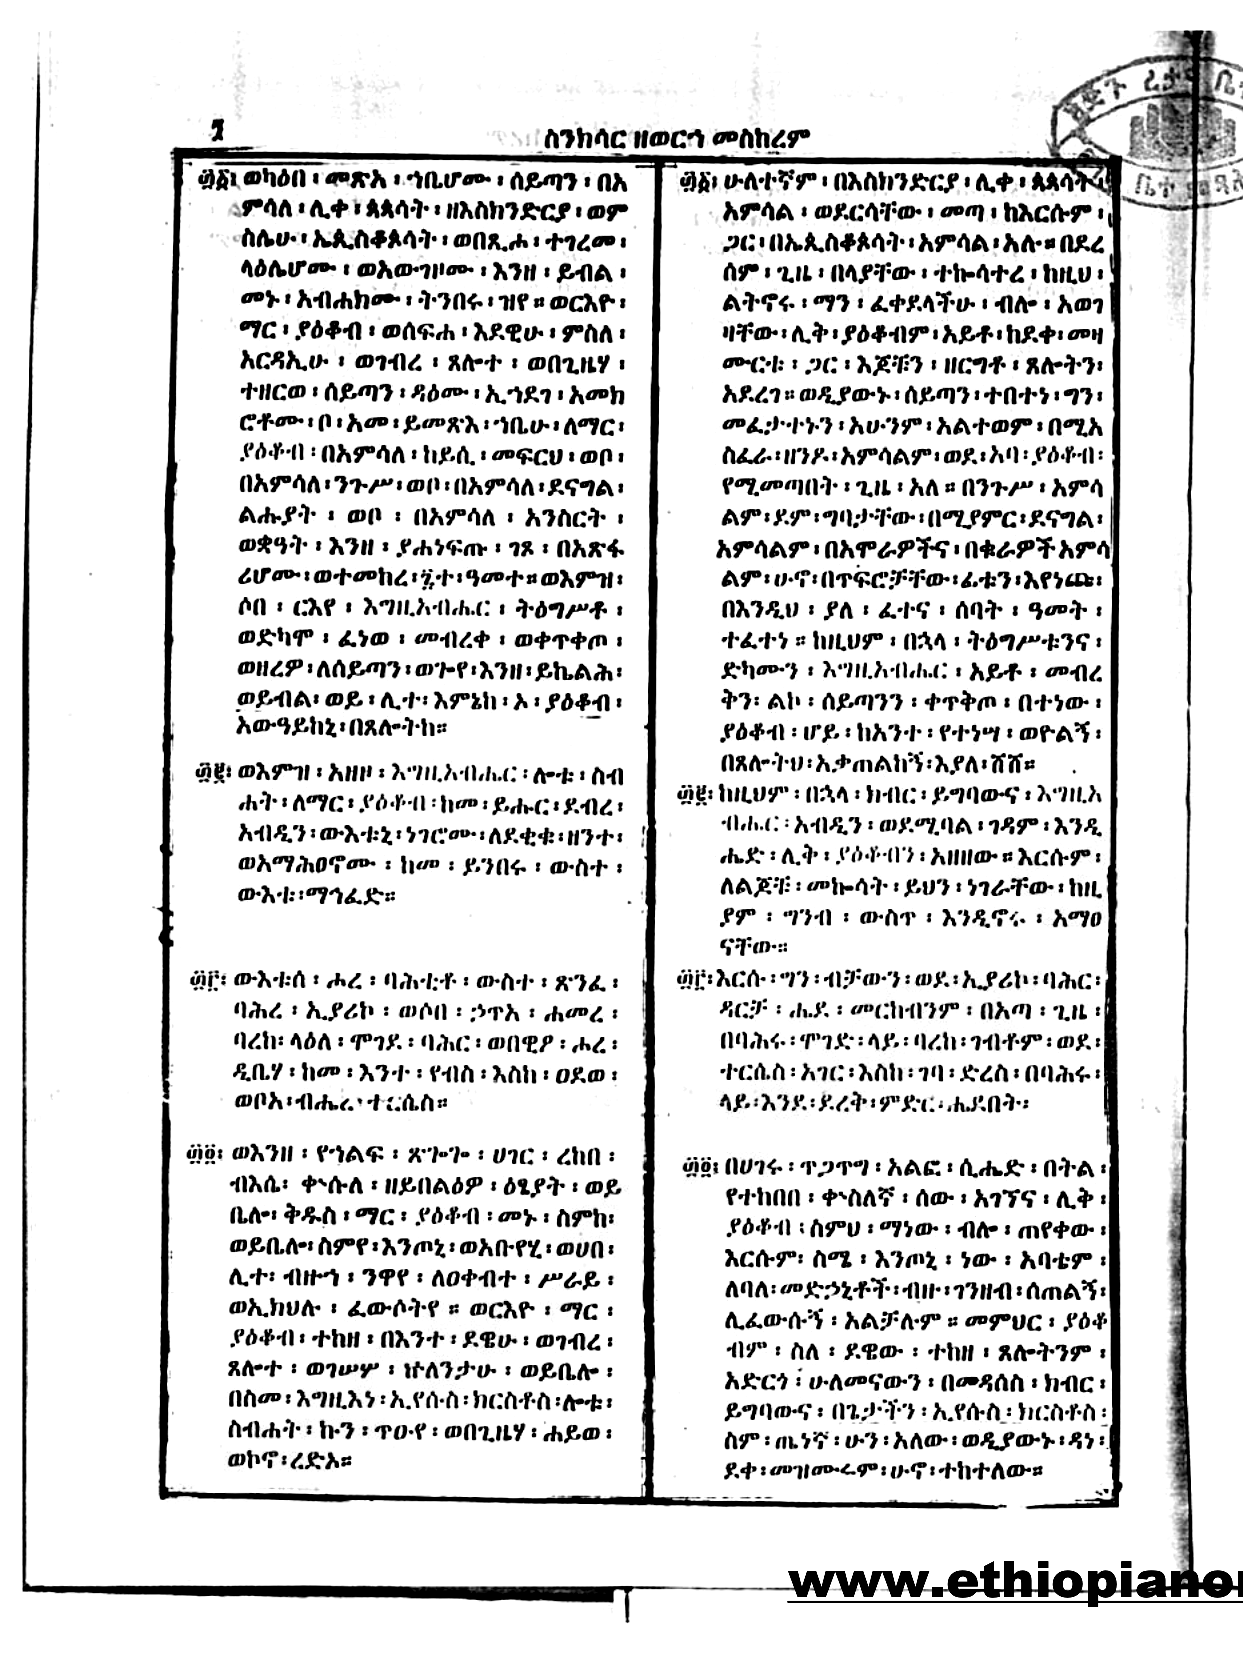 ፯
ስንክሳር ዘወርኀ መስከረም
፴፩፡ ወካዕበ ፡ መጽአ ፡ ኀቤሆሙ ፡ ሰይጣን ፡ በአ
ምሳለ ፡ ሊቀ ፡ ጳጳሳት ፡ ዘእስክንድርያ ፡ ወም
ስሌሁ ፡ ኤጲስቆጶሳት ፡ ወበጺሖ ፡ ተገረመ ፡
ላዕሌሆሙ ፡ ወአውገዞሙ ፡ እንዘ ፡ ይብል ፡
መኑ ፡ አብሐክሙ ፡ ትንበሩ ፡ ዝየ ። ወርእዮ ፡
ማር ፡ ያዕቆብ ፡ ወሰፍሐ ፡ እደዊሁ ፡ ምስለ ፡
አርዳኢሁ ፡ ወገብረ ፡ ጸሎተ ፡ ወበጊዜሃ ፡
ተዘርወ ፡ ሰይጣን ፡ ዳዕሙ ፡ ኢኀደገ ፡ አመክ
ሮቶሙ ፡ ቦ ፡ አመ ፡ ይመጽእ ፡ ኀቤሁ ፡ ለማር ፡
ያዕቆብ ፡ በአምሳለ ፡ ከይሲ ፡ መፍርህ ፡ ወቦ ፡
በአምሳለ ፡ ንጉሥ ፡ ወቦ ፡ በአምሳለ ፡ ደናግል ፡
ልሑያት ፡ ወቦ ፡ በአምሳለ ፡ አንስርት ፡
ወቋዓት ፡ እንዘ ፡ ያሐነፍጡ ፡ ገጾ ፡ በአጽፋ
ሪሆሙ ፡ ወተመከረ ፡ ፯ተ ፡ ዓመተ ። ወእምዝ ፡
ሶበ ፡ ርእየ ፡ እግዚአብሔር ፡ ትዕግሥቶ ፡
ወድካሞ ፡ ፈነወ ፡ መብረቀ ፡ ወቀጥቀጦ ፡
ወዘረዎ ፡ ለሰይጣን ፡ ወጐየ ፡ እንዘ ፡ ይኬልሕ ፡
ወይብል ፡ ወይ ፡ ሊተ ፡ እምኔከ ፡ ኦ ፡ ያዕቆብ ፡
አውዓይከኒ ፡ በጸሎትከ ።
፴፪፡ ወእምዝ ፡ አዘዞ ፡ እግዚአብሔር ፡ ሎቱ ፡ ስብ
ሐት ፡ ለማር ፡ ያዕቆብ ፡ ከመ ፡ ይሑር ፡ ደብረ ፡
አብዲን ፡ ውእቱኒ ፡ ነገሮሙ ፡ ለደቂቁ ፡ ዘንተ ፡
ወአማሕፀኖሙ ፡ ከመ ፡ ይንበሩ ፡ ውስተ ፡
ውእቱ ፡ ማኅፈድ ።
፴፫፡ ውእቱሰ ፡ ሖረ ፡ ባሕቲቶ ፡ ውስተ ፡ ጽንፈ ፡
ባሕረ ፡ ኢያሪኮ ፡ ወሶበ ፡ ኃጥአ ፡ ሐመረ ፡
ባረከ ፡ ላዕለ ፡ ሞገደ ፡ ባሕር ፡ ወበዊዖ ፡ ሖረ ፡
ዲቤሃ ፡ ከመ ፡ እንተ ፡ የብስ ፡ እስከ ፡ ዐደወ ፡
ወቦአ ፡ ብሔረ ፡ ተርሴስ ።
፴፬፡ ወእንዘ ፡ የኀልፍ ፡ ጽጐጐ ፡ ሀገር ፡ ረከበ ፡
ብእሴ ፡ ቍሱለ ፡ ዘይበልዕዎ ፡ ዕፄያት ፡ ወይ
ቤሎ ፡ ቅዱስ ፡ ማር ፡ ያዕቆብ ፡ መኑ ፡ ስምከ ፡
ወይቤሎ ፡ ስምየ ፡ እንጦኒ ፡ ወአቡየሂ ፡ ወሀበ ፡
ሊተ ፡ ብዙኀ ፡ ንዋየ ፡ ለዐቀብተ ፡ ሥራይ ፡
ወኢክህሉ ፡ ፈውሶትየ ። ወርእዮ ፡ ማር ፡
ያዕቆብ ፡ ተከዘ ፡ በእንተ ፡ ደዌሁ ፡ ወገብረ ፡
ጸሎተ ፡ ወገሠሦ ፡ ኵለንታሁ ፡ ወይቤሎ ፡
በስመ ፡ እግዚእነ ፡ ኢየሱስ ፡ ክርስቶስ ፡ ሎቱ ፡
ስብሐት ፡ ኩን ፡ ጥዑየ ፡ ወበጊዜሃ ፡ ሐይወ ፡
ወኮኖ ፡ ረድአ ።
፴፩፡ ሁለተኛም ፡ በእስክንድርያ ፡ ሊቀ ፡ ጳጳሳት ፡
አምሳል ፡ ወደርሳቸው ፡ መጣ ፡ ከእርሱም ፡
ጋር ፡ በኤጲስቆጶሳት ፡ አምሳል ፡ አሉ ። በደረ
ሰም ፡ ጊዜ ፡ በላያቸው ፡ ተኰሳተረ ፡ ከዚህ ፡
ልትኖሩ ፡ ማን ፡ ፈቀደላችሁ ፡ ብሎ ፡ አወገ
ዛቸው ፡ ሊቅ ፡ ያዕቆብም ፡ አይቶ ፡ ከደቀ ፡ መዛ
ሙርቱ ፡ ጋር ፡ እጆቹን ፡ ዘርግቶ ፡ ጸሎትን ፡
አደረገ ። ወዲያውኑ ፡ ሰይጣን ፡ ተበተነ ፡ ግን ፡
መፈታተኑን ፡ አሁንም ፡ አልተወም ፡ በሚአ
ስፈራ ፡ ዘንዶ ፡ አምሳልም ፡ ወደ ፡ አባ ፡ ያዕቆብ ፡
የሚመጣበት ፡ ጊዜ ፡ አለ ። በንጉሥ ፡ አምሳ
ልም ፡ ደም ፡ ግባታቸው ፡ በሚያምር ፡ ደናግል ፡
አምሳልም ፡ በአሞራዎችና ፡ በቁራዎች አምሳ
ልም ፡ ሁኖ ፡ በጥፍሮቻቸው ፡ ፊቱን ፡ እየነጩ ፡
በእንዲህ ፡ ያለ ፡ ፈተና ፡ ሰባት ፡ ዓመት ፡
ተፈተነ ። ከዚህም ፡ በኋላ ፡ ትዕግሥቱንና ፡
ድካሙን ፡ እግዚአብሔር ፡ አይቶ ፡ መብረ
ቅን ፡ ልኮ ፡ ሰይጣንን ፡ ቀጥቅጦ ፡ በተነው ፡
ያዕቆብ ፡ ሆይ ፡ ከአንተ ፡ የተነሣ ፡ ወዮልኝ ፡
በጸሎትህ ፡ አቃጠልከኝ ፡ እያለ ፡ ሸሸ ።
፴፪፡ ከዚህም ፡ በኋላ ፡ ክብር ፡ ይግባውና ፡ እግዚአ
ብሔር ፡ አብዲን ፡ ወደሚባል ፡ ገዳም ፡ እንዲ
ሔድ ፡ ሊቅ ፡ ያዕቆብን ፡ አዘዘው ። እርሱም ፡
ለልጆቹ ፡ መኰሳት ፡ ይህን ፡ ነገራቸው ፡ ከዚ
ያም ፡ ግንብ ፡ ውስጥ ፡ እንዲኖሩ ፡ አማፀ
ናቸው ።
፴፫፡ እርሱ ፡ ግን ፡ ብቻውን ፡ ወደ ፡ ኢያሪኮ ፡ ባሕር ፡
ዳርቻ ፡ ሔደ ፡ መርከብንም ፡ በአጣ ፡ ጊዜ ፡
በባሕሩ ፡ ሞገድ ፡ ላይ ፡ ባረከ ፡ ገብቶም ፡ ወደ ፡
ተርሴስ ፡ አገር ፡ እስከ ፡ ገባ ፡ ድረስ ፡ በባሕሩ ፡
ላይ ፡ እንደ ፡ ደረቅ ፡ ምድር ፡ ሔደበት ፡
፴፬፡ በሀገሩ ፡ ጥጋጥግ ፡ አልፎ ፡ ሲሔድ ፡ በትል ፡
የተከበበ ፡ ቍስለኛ ፡ ሰው ፡ አገኘና ፡ ሊቅ ፡
ያዕቆብ ፡ ስምህ ፡ ማነው ፡ ብሎ ፡ ጠየቀው ፡
እርሱም ፡ ስሜ ፡ እንጦኒ ፡ ነው ፡ አባቴም ፡
ለባለ ፡ መድኃኒቶች ፡ ብዙ ፡ ገንዘብ ፡ ሰጠልኝ ፡
ሊፈውሱኝ ፡ አልቻሉም ። መምህር ፡ ያዕቆ
ብም ፡ ስለ ፡ ደዌው ፡ ተከዘ ፡ ጸሎትንም ፡
አድርጎ ፡ ሁለመናውን ፡ በመዳሰስ ፡ ክብር ፡
ይግባውና ፡ በጌታችን ፡ ኢየሱስ ፡ ክርስቶስ ፡
ስም ፡ ጤነኛ ፡ ሁን ፡ አለው ፡ ወዲያውኑ ፡ ዳነ ፡
ደቀ ፡ መዝሙሩም ፡ ሁኖ ፡ ተከተለው ።
www.ethiopianor